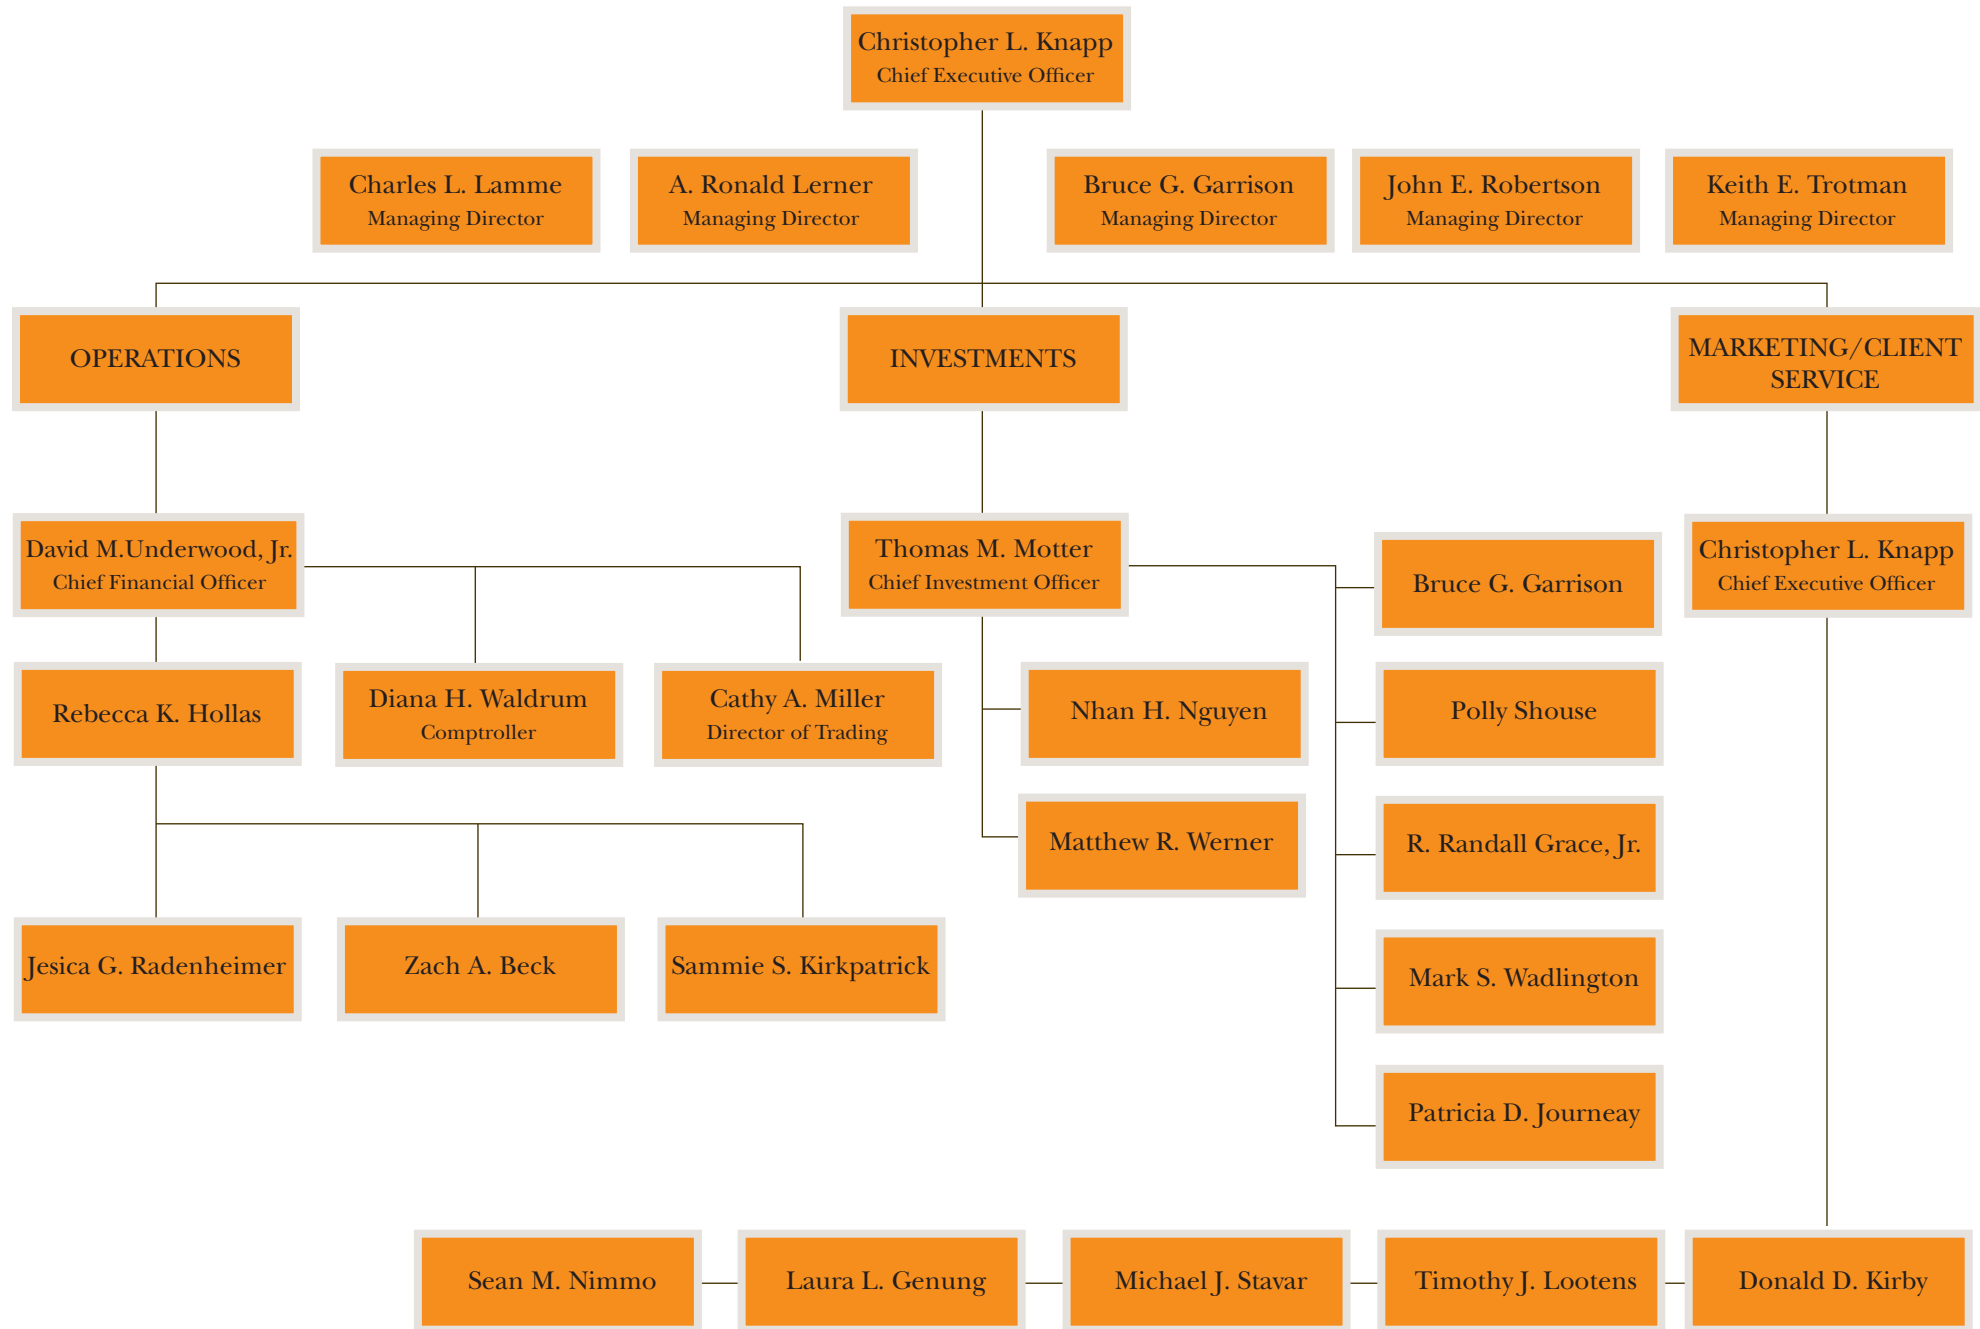 Christopher L. Knapp
Chief Executive Officer
Charles L. Lamme
Managing Director
A. Ronald Lerner
Managing Director
Bruce G. Garrison
Managing Director
John E. Robertson
Managing Director
Keith E. Trotman
Managing Director
OPERATIONS
INVESTMENTS
MARKETING/CLIENT
SERVICE
David M.Underwood, Jr.
Chief Financial Officer
Thomas M. Motter
Chief Investment Officer
Bruce G. Garrison
Christopher L. Knapp
Chief Executive Officer
Rebecca K. Hollas
Diana H. Waldrum
Comptroller
Cathy A. Miller
Director of Trading
Nhan H. Nguyen
Polly Shouse
Matthew R. Werner
R. Randall Grace, Jr.
Jesica G. Radenheimer
Zach A. Beck
Sammie S. Kirkpatrick
Mark S. Wadlington
Patricia D. Journeay
Sean M. Nimmo
Laura L. Genung
Michael J. Stavar
Timothy J. Lootens
Donald D. Kirby